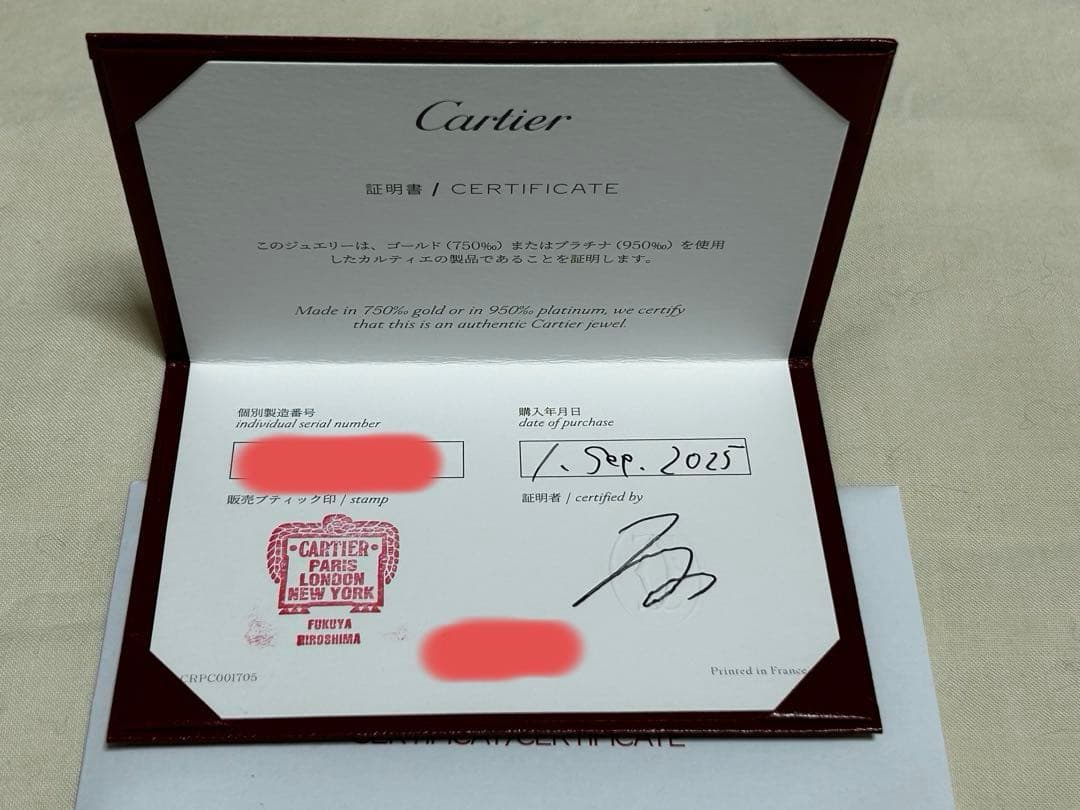 Cartier
証明書 / CERTIFICATE
このジュエリーは、ゴールド（750‰）またはプラチナ（950‰）を使用
したカルティエの製品であることを証明します。
Made in 750‰ gold or in 950‰ platinum, we certify
that this is an authentic Cartier jewel.
個別製造番号
individual serial number
購入年月日
date of purchase
1. Sep. 2025
販売ブティック印 / stamp
証明者 / certified by
CARTIER
PARIS
LONDON
NEW YORK
FUKUYA
HIROSHIMA
CRPC001705
Printed in France
CERTIFICAT/CERTIFICATE